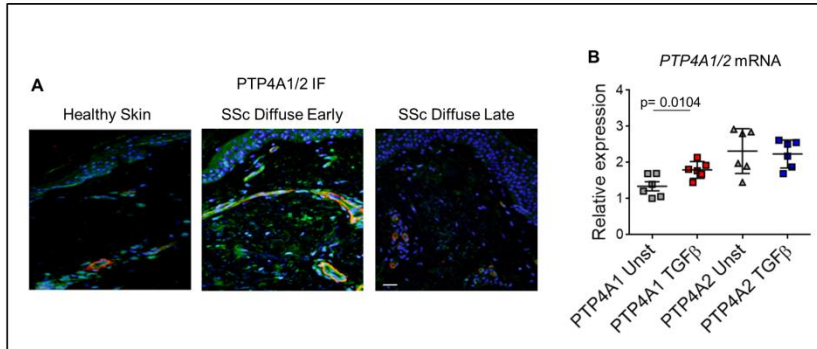 A
PTP4A1/2 IF
Healthy Skin
SSc Diffuse Early
SSc Diffuse Late
B
PTP4A1/2 mRNA
Relative expression
4
3
2
1
0
p= 0.0104
PTP4A1 Unst
PTP4A1 TGFβ
PTP4A2 Unst
PTP4A2 TGFβ